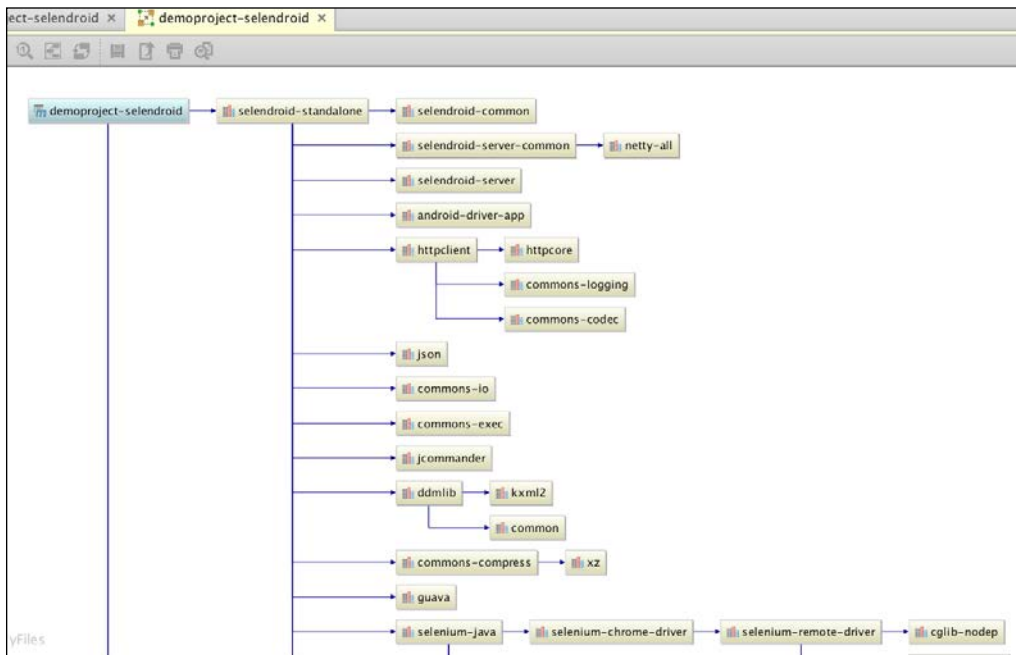 ect-selendroid ×
demoproject-selendroid ×
demoproject-selendroid
selendroid-standalone
selendroid-common
selendroid-server-common
netty-all
selendroid-server
android-driver-app
httpclient
httpcore
commons-logging
commons-codec
json
commons-io
commons-exec
jcommander
ddmlib
kxml2
common
commons-compress
xz
guava
yFiles
selenium-java
selenium-chrome-driver
selenium-remote-driver
cglib-nodep